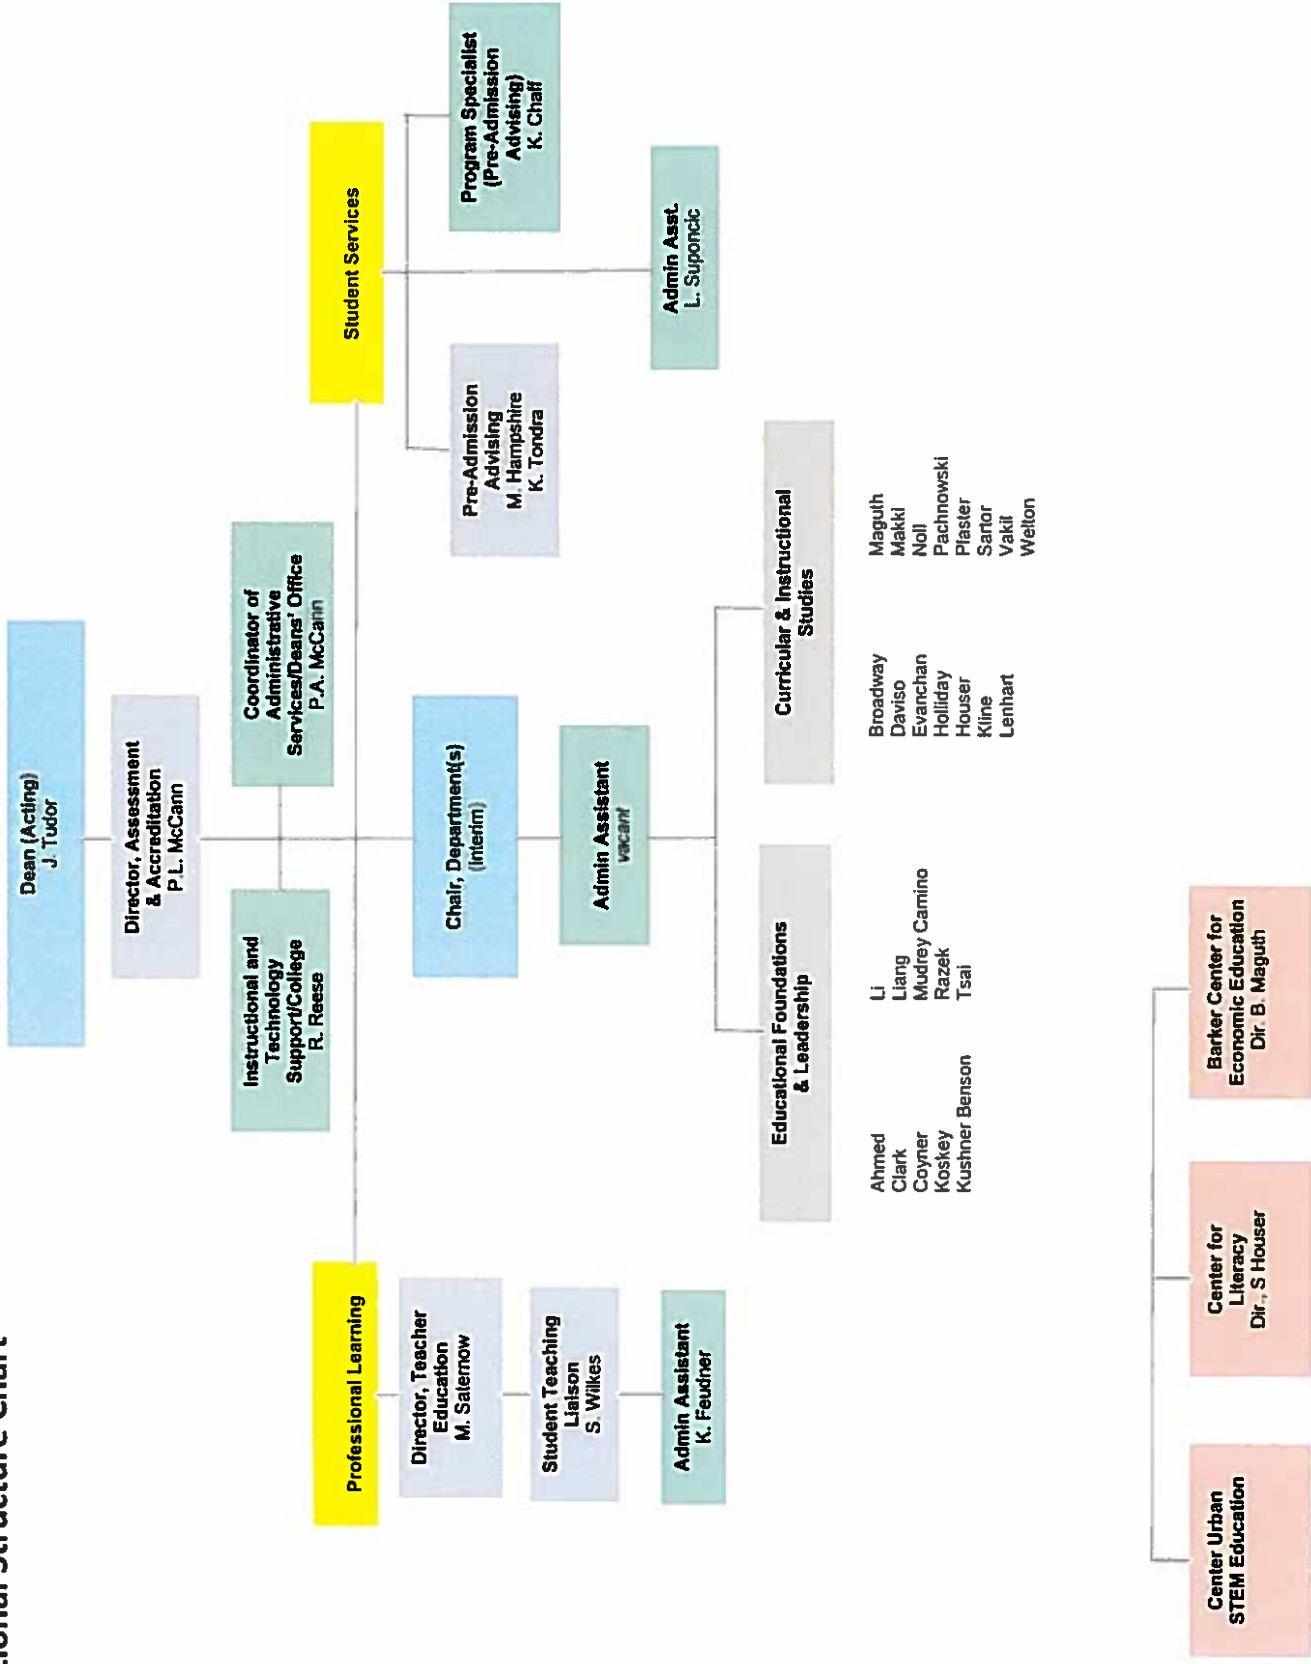 Structure Chart
Dean (Acting)
J. Tudor
Director, Assessment
& Accreditation
P.L. McCann
Instructional and
Technology
Support/College
R. Reese
Coordinator of
Administrative
Services/Deans' Office
P.A. McCann
Professional Learning
Student Services
Director, Teacher
Education
M. Saternow
Student Teaching
Liaison
S. Wilkes
Admin Assistant
K. Feudner
Chair, Department(s)
(interim)
Admin Assistant
vacant
Pre-Admission
Advising
M. Hampshire
K. Tondra
Program Specialist
(Pre-Admission
Advising)
K. Chaff
Admin Asst.
L. Suponcic
Educational Foundations
& Leadership
Ahmed
Clark
Coyner
Koskey
Kushner Benson
Li
Liang
Mudrey Camino
Razek
Tsai
Curricular & Instructional
Studies
Broadway
Daviso
Evanchan
Holliday
Houser
Kline
Lenhart
Maguth
Makki
Noll
Pachnowski
Plaster
Sartor
Vakil
Welton
Center Urban
STEM Education
Center for
Literacy
Dir., S Houser
Barker Center for
Economic Education
Dir. B. Maguth